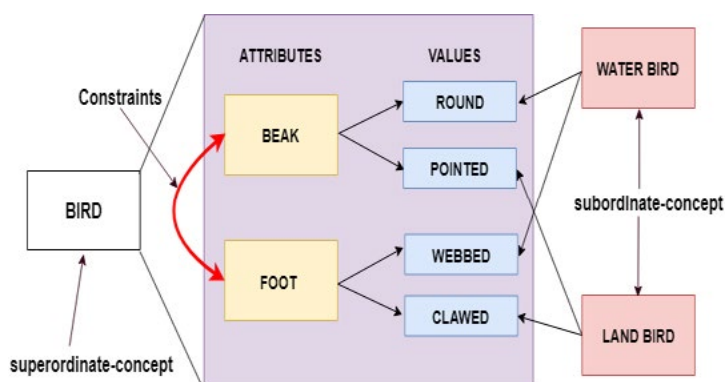 ATTRIBUTES
VALUES
Constraints
BEAK
ROUND
POINTED
WATER BIRD
BIRD
subordinate-concept
FOOT
WEBBED
CLAWED
LAND BIRD
superordinate-concept